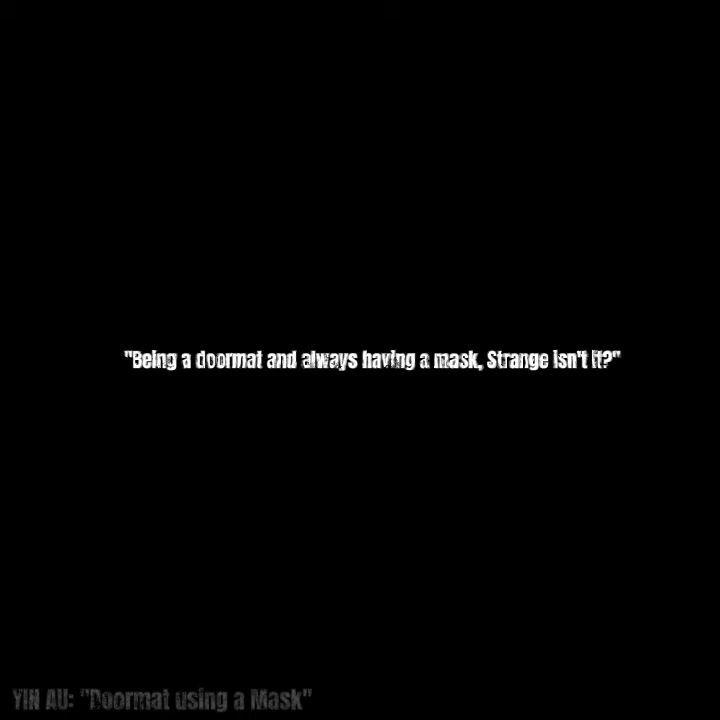 "Being a doormat and always having a mask, Strange isn't it?"
YIN AU: "Doormat using a Mask"